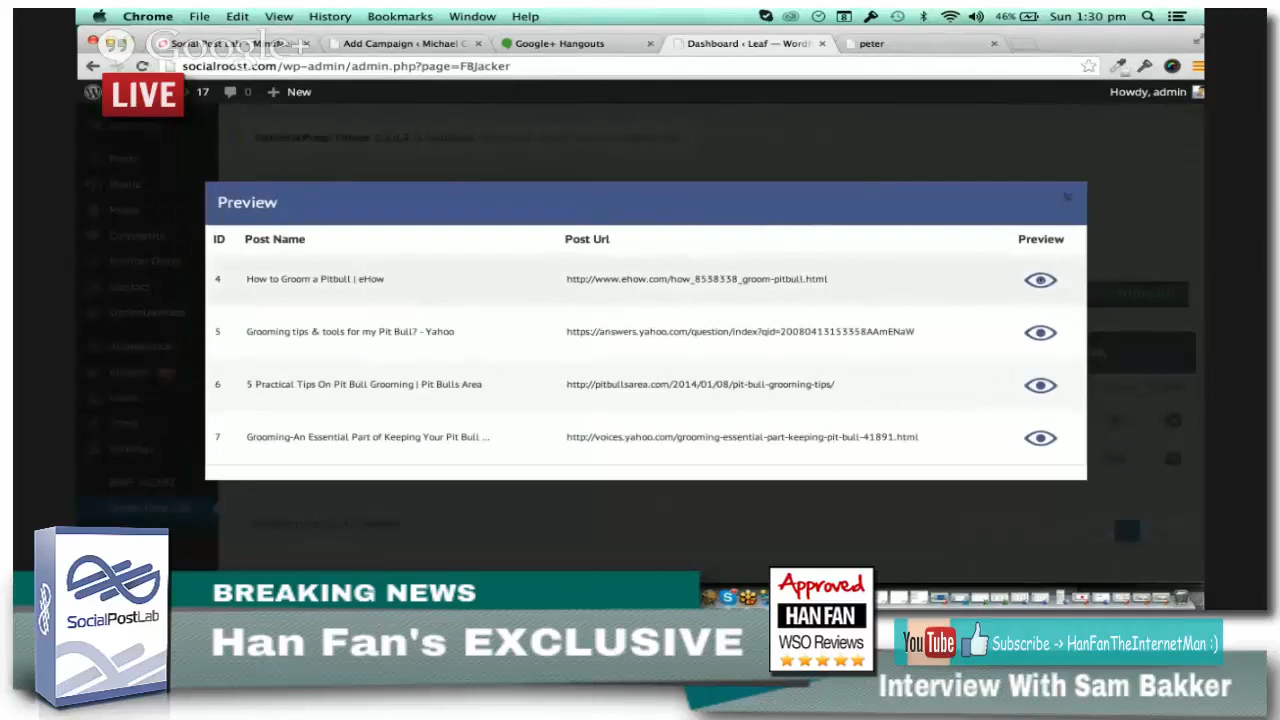 Chrome File Edit View History Bookmarks Window Help 46% Sun 1:30 pm
Google+
Add Campaign ‹ Michael C × Google+ Hangouts × Dashboard ‹ Leaf — Word × peter ×
socialroost.com/wp-admin/admin.php?page=FBJacker
LIVE 17 0 + New Howdy, admin
Preview
ID Post Name Post Url Preview
4 How to Groom a Pitbull | eHow http://www.ehow.com/how_8538338_groom-pitbull.html
5 Grooming tips & tools for my Pit Bull? - Yahoo https://answers.yahoo.com/question/index?qid=20080413153358AAmENaW
6 5 Practical Tips On Pit Bull Grooming | Pit Bulls Area http://pitbullsarea.com/2014/01/08/pit-bull-grooming-tips/
7 Grooming-An Essential Part of Keeping Your Pit Bull ... http://voices.yahoo.com/grooming-essential-part-keeping-pit-bull-41891.html
SocialPostLab
BREAKING NEWS
Han Fan's EXCLUSIVE
Approved
HAN FAN
WSO Reviews
YouTube Subscribe -> HanFanTheInternetMan :)
Interview With Sam Bakker